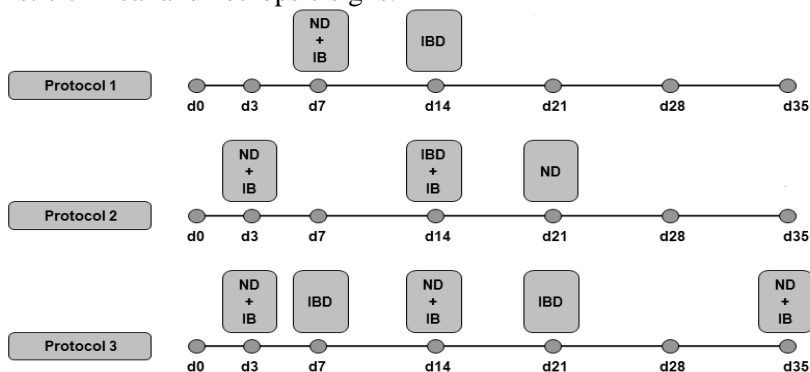 ND
+
IB
IBD
Protocol 1
d0 d3 d7 d14 d21 d28 d35
ND
+
IB
IBD
+
IB
ND
Protocol 2
d0 d3 d7 d14 d21 d28 d35
ND
+
IB
IBD
ND
+
IB
IBD
ND
+
IB
Protocol 3
d0 d3 d7 d14 d21 d28 d35